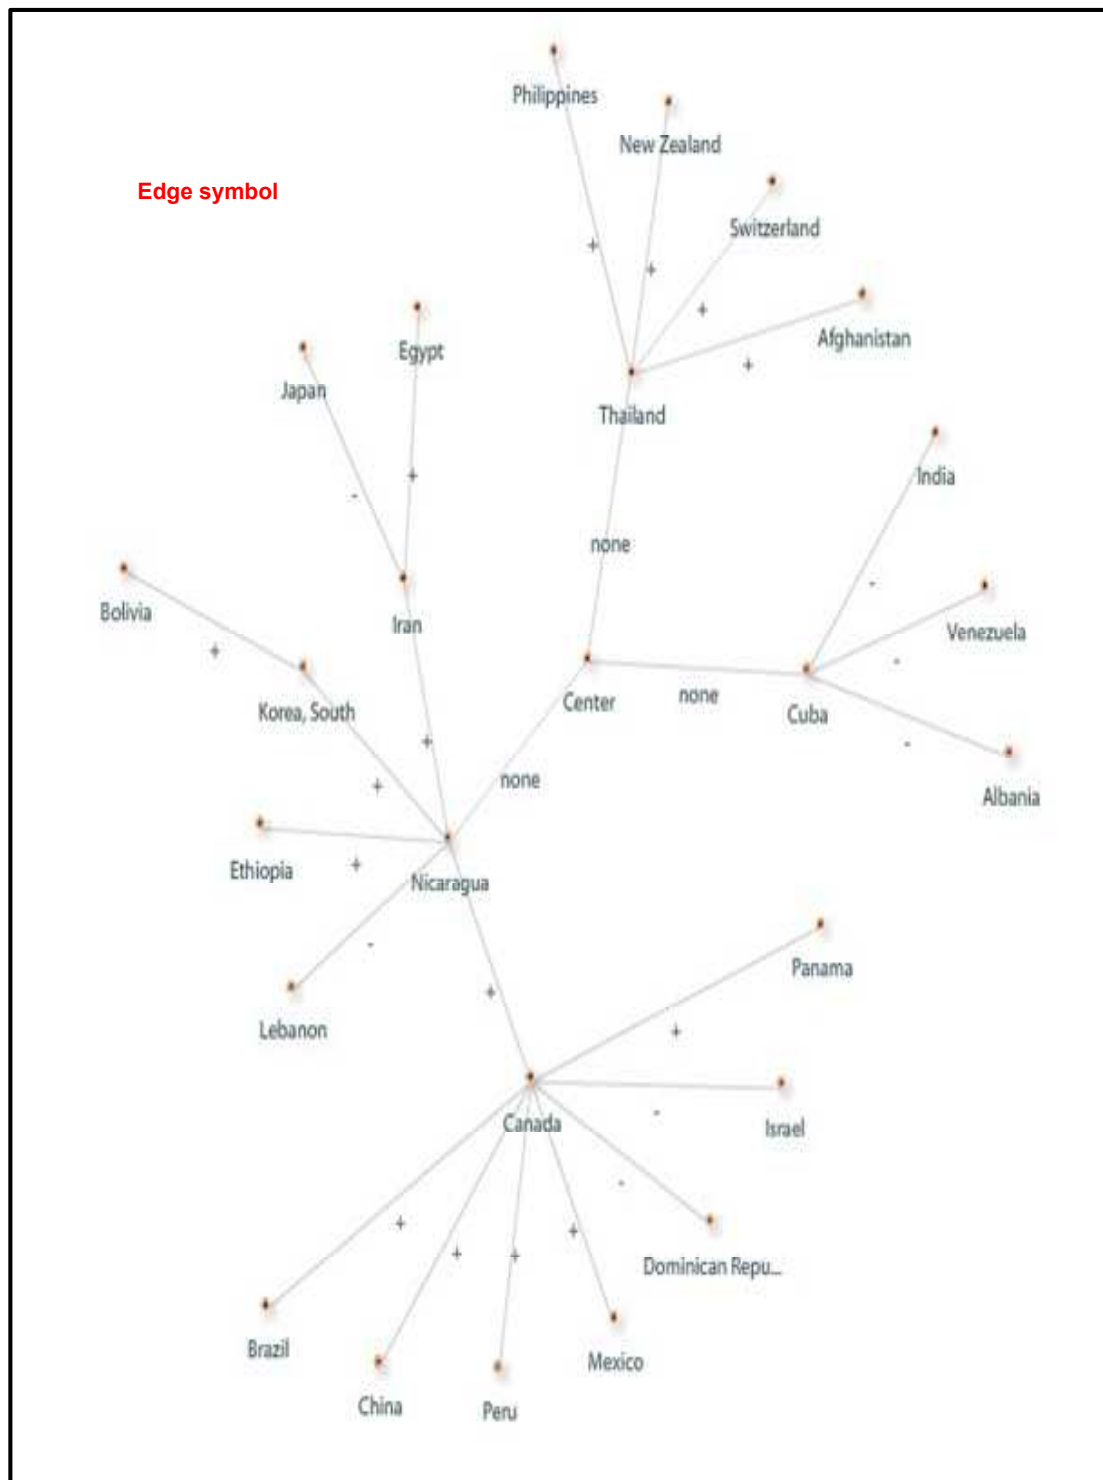 Philippines
New Zealand
Edge symbol
Switzerland
+
+
+
Egypt
Afghanistan
Japan
+
Thailand
India
+
-
none
-
Bolivia
Iran
Venezuela
+
-
Korea, South
Center
none
Cuba
+
-
none
+
Albania
Ethiopia
+
Nicaragua
-
Panama
+
Lebanon
+
-
Canada
Israel
-
+
+
+
+
Dominican Repu...
Brazil
Mexico
China
Peru